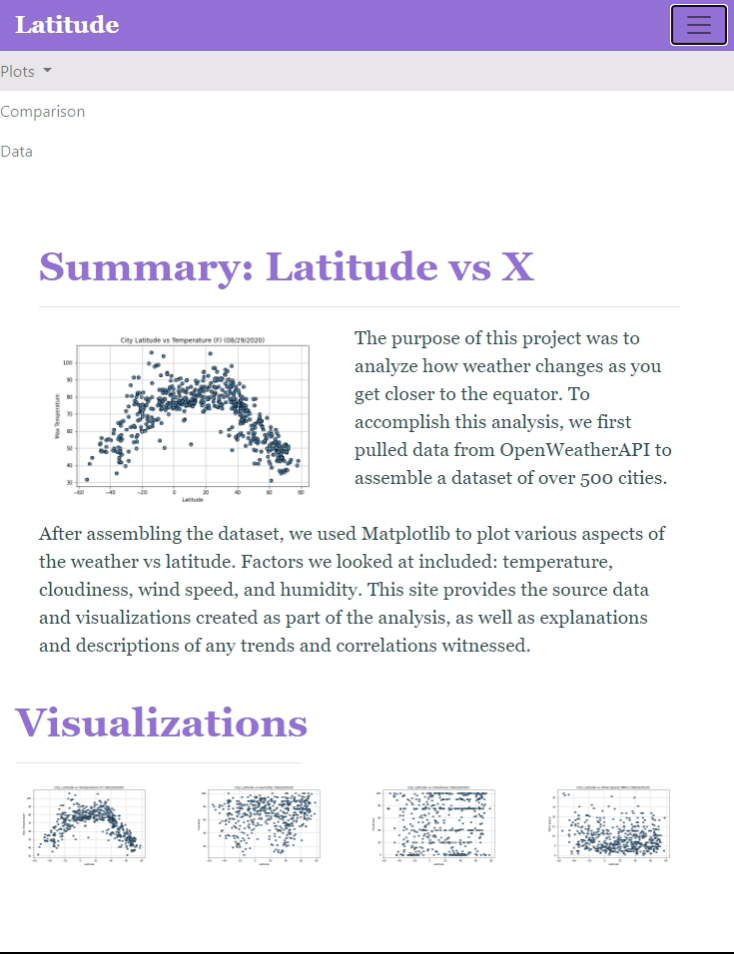 Latitude
Plots
Comparison
Data
Summary: Latitude vs X
City Latitude vs Temperature (F) (08/29/2020)
Max Temperature
100
90
80
70
60
50
40
30
−60 −40 −20 0 20 40 60 80
Latitude
The purpose of this project was to
analyze how weather changes as you
get closer to the equator. To
accomplish this analysis, we first
pulled data from OpenWeatherAPI to
assemble a dataset of over 500 cities.
After assembling the dataset, we used Matplotlib to plot various aspects of
the weather vs latitude. Factors we looked at included: temperature,
cloudiness, wind speed, and humidity. This site provides the source data
and visualizations created as part of the analysis, as well as explanations
and descriptions of any trends and correlations witnessed.
Visualizations